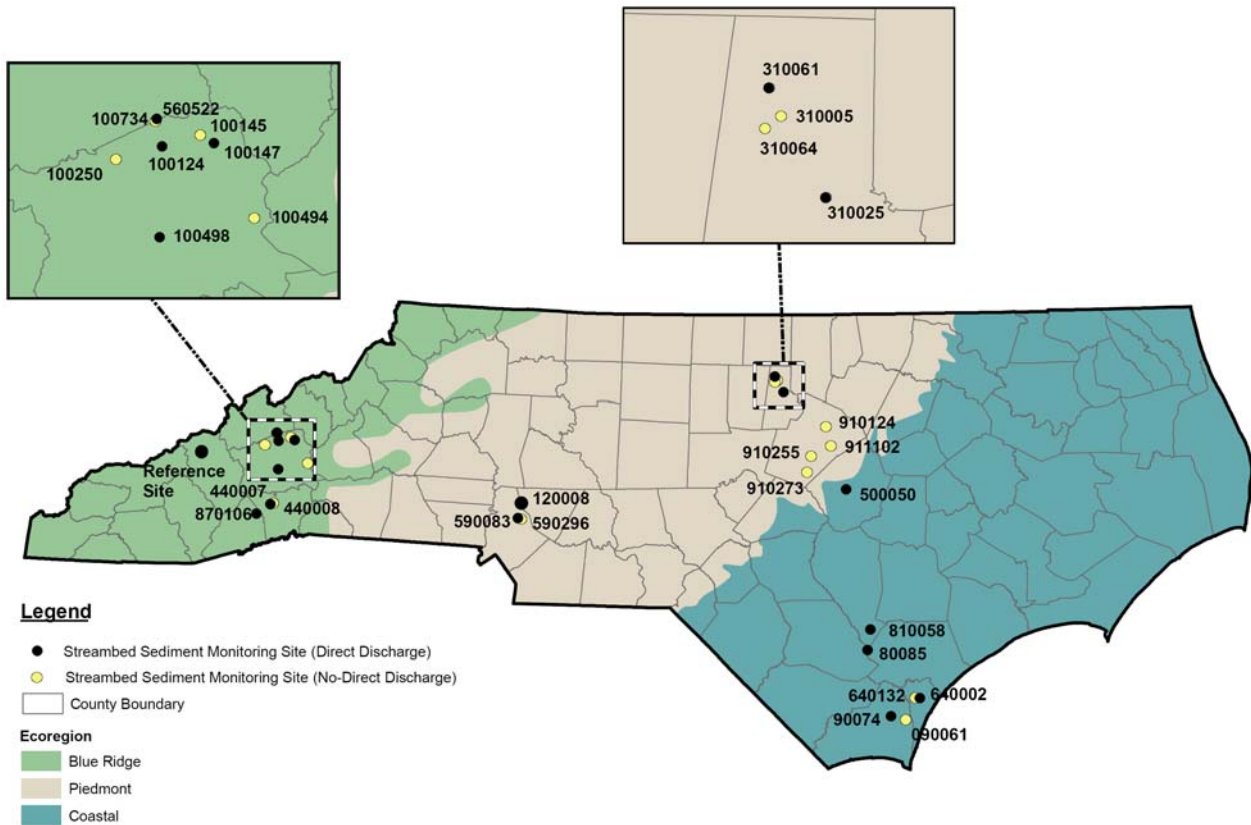 560522
100734
100145
100124
100147
100250
100494
100498
310061
310005
310064
310025
Reference
Site
440007
870106
440008
120008
590083
590296
910124
911102
910255
910273
500050
810058
80085
640132
640002
90074
090061
Legend
Streambed Sediment Monitoring Site (Direct Discharge)
Streambed Sediment Monitoring Site (No-Direct Discharge)
County Boundary
Ecoregion
Blue Ridge
Piedmont
Coastal